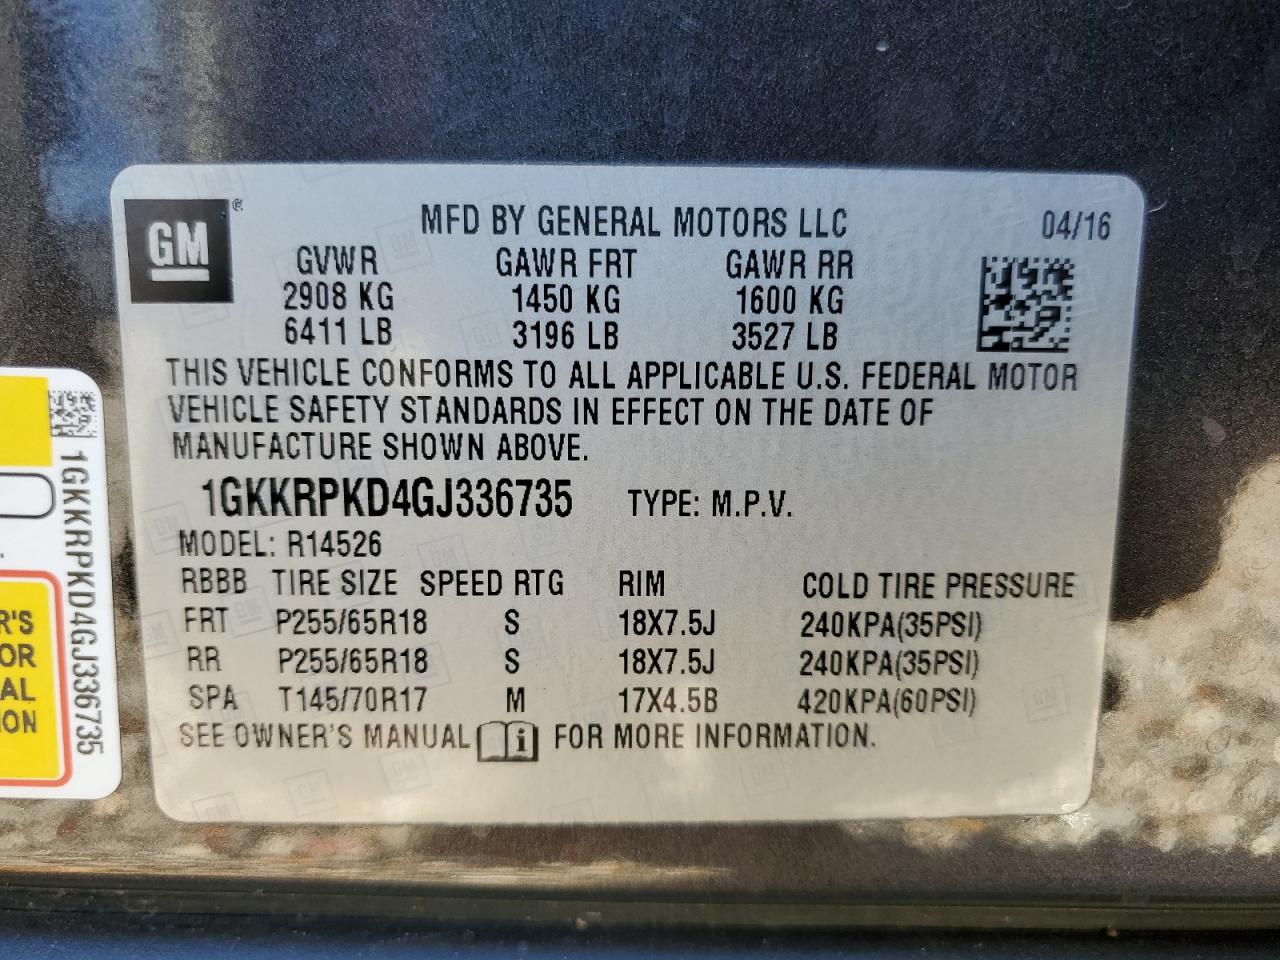 GM ®
MFD BY GENERAL MOTORS LLC 04/16
GVWR GAWR FRT GAWR RR
2908 KG 1450 KG 1600 KG
6411 LB 3196 LB 3527 LB
THIS VEHICLE CONFORMS TO ALL APPLICABLE U.S. FEDERAL MOTOR
VEHICLE SAFETY STANDARDS IN EFFECT ON THE DATE OF
MANUFACTURE SHOWN ABOVE.
1GKKRPKD4GJ336735 TYPE: M.P.V.
MODEL: R14526
RBBB TIRE SIZE SPEED RTG RIM COLD TIRE PRESSURE
FRT P255/65R18 S 18X7.5J 240KPA(35PSI)
RR P255/65R18 S 18X7.5J 240KPA(35PSI)
SPA T145/70R17 M 17X4.5B 420KPA(60PSI)
SEE OWNER'S MANUAL i FOR MORE INFORMATION.
1GKKRPKD4GJ336735
R'S
OR
AL
ION